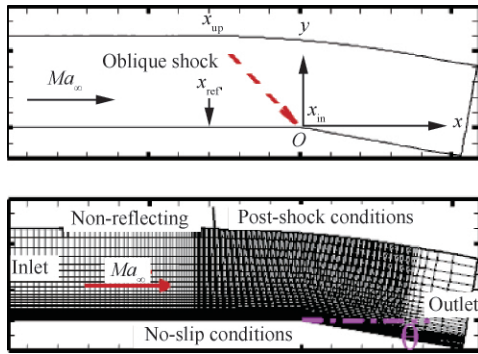 x_up
y
Oblique shock
Ma_∞
x_ref'
x_in
O
x
Non-reflecting
Post-shock conditions
Inlet
Ma_∞
Outlet
No-slip conditions